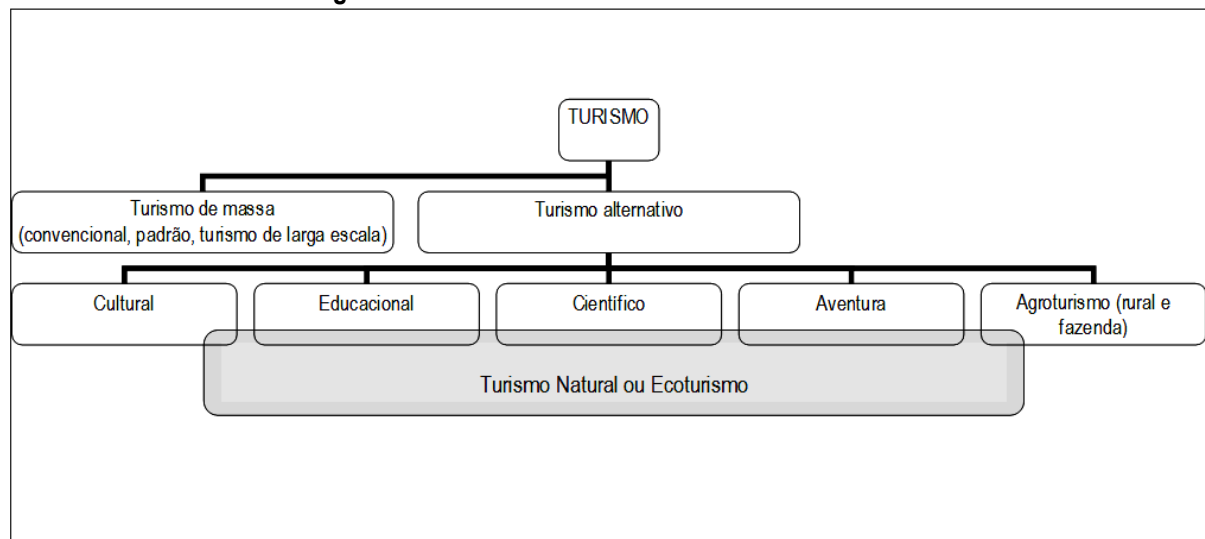 TURISMO
Turismo de massa
(convencional, padrão, turismo de larga escala)
Turismo alternativo
Cultural
Educacional
Científico
Aventura
Agroturismo (rural e
fazenda)
Turismo Natural ou Ecoturismo